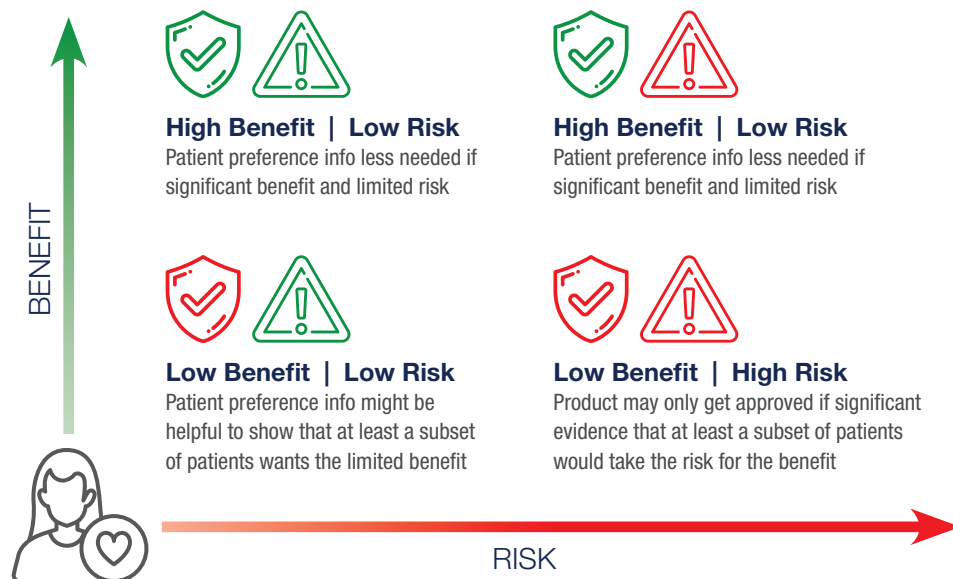 BENEFIT
High Benefit | Low Risk
Patient preference info less needed if
significant benefit and limited risk
High Benefit | Low Risk
Patient preference info less needed if
significant benefit and limited risk
Low Benefit | Low Risk
Patient preference info might be
helpful to show that at least a subset
of patients wants the limited benefit
Low Benefit | High Risk
Product may only get approved if significant
evidence that at least a subset of patients
would take the risk for the benefit
RISK